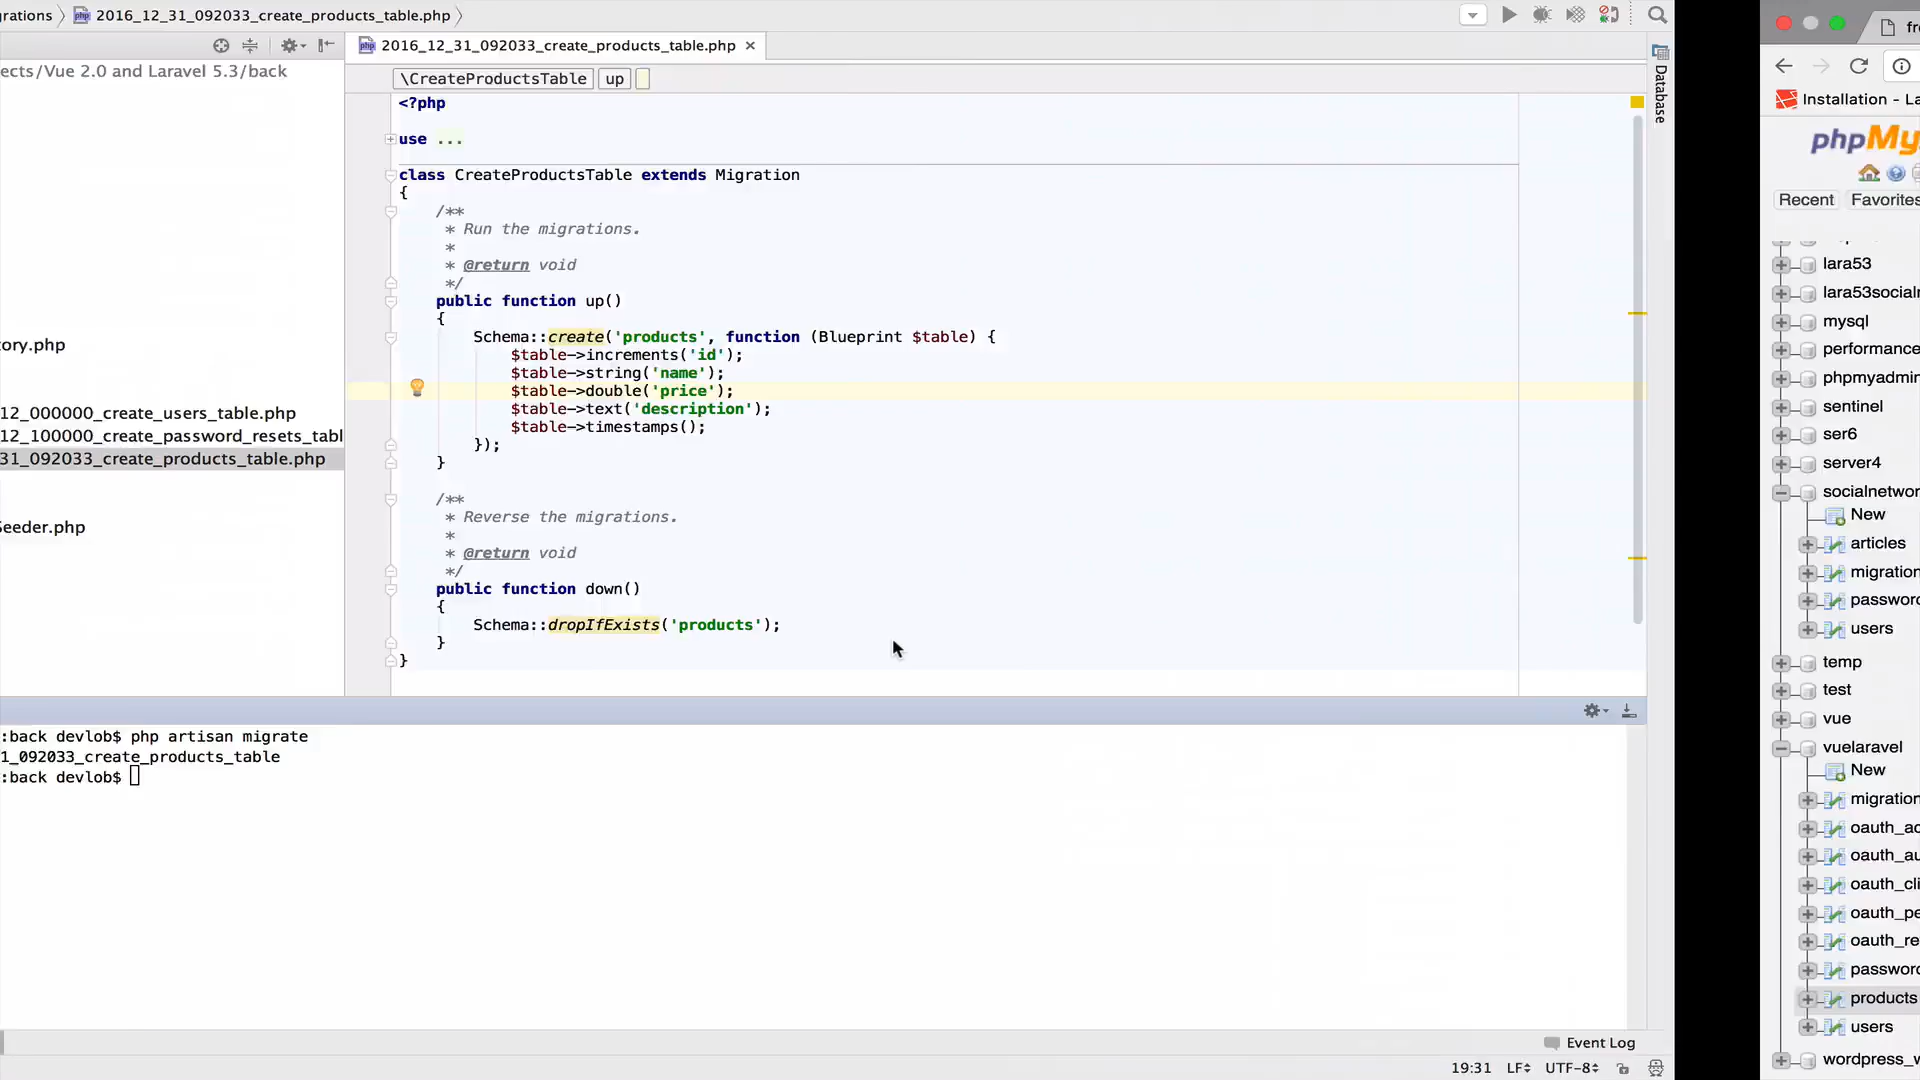 rations
2016_12_31_092033_create_products_table.php
ects/Vue 2.0 and Laravel 5.3/back
ory.php
12_000000_create_users_table.php
12_100000_create_password_resets_tabl
31_092033_create_products_table.php
Seeder.php
2016_12_31_092033_create_products_table.php
\CreateProductsTable up
<?php
use ...
class CreateProductsTable extends Migration
{
/**
* Run the migrations.
*
* @return void
*/
public function up()
{
Schema::create('products', function (Blueprint $table) {
$table->increments('id');
$table->string('name');
$table->double('price');
$table->text('description');
$table->timestamps();
});
}
/**
* Reverse the migrations.
*
* @return void
*/
public function down()
{
Schema::dropIfExists('products');
}
}
Database
:back devlob$ php artisan migrate
1_092033_create_products_table
:back devlob$
Event Log
19:31 LF UTF-8
fr
Installation - La
phpMy
Recent Favorites
lara53
lara53social
mysql
performance
phpmyadmin
sentinel
ser6
server4
socialnetwor
New
articles
migration
password
users
temp
test
vue
vuelaravel
New
migration
oauth_ac
oauth_au
oauth_cli
oauth_pe
oauth_re
password
products
users
wordpress_w